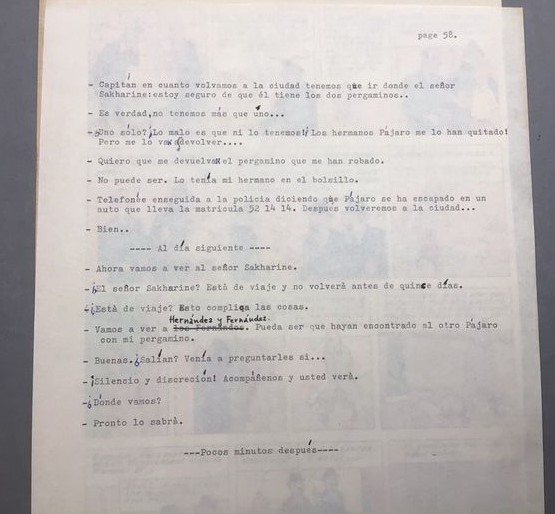 page 58.
- Capitán en cuanto volvamos a la ciudad tenemos que ir donde el señor
Sakharine:estoy seguro de que él tiene los dos pergaminos..
- Es verdad,no tenemos más que uno...
-¿Uno sólo?¡Lo malo es que ni lo tenemos!¡Los hermanos Pájaro me lo han quitado!
Pero me lo van a devolver....
- Quiero que me devuelva el pergamino que me han robado.
- No puede ser. Lo tenía mi hermano en el bolsillo.
- Telefonée enseguida a la policia diciendo que Pájaro se ha escapado en un
auto que lleva la matrícula 52 14 14. Después volveremos a la ciudad...
- Bien..
---- Al día siguiente ----
- Ahora vamos a ver al señor Sakharine.
-¿El señor Sakharine? Está de viaje y no volverá antes de quince días.
-¿Está de viaje? Esto complica las cosas.
Hernández y Fernández.
- Vamos a ver a los Fernández. Pueda ser que hayan encontrado al otro Pájaro
con mi pergamino.
- Buenas.¿Salían? Venía a preguntarles si...
-¡Silencio y discreción! Acompáñenos y usted verá.
-¿Dónde vamos?
- Pronto lo sabrá.
---Pocos minutos después----